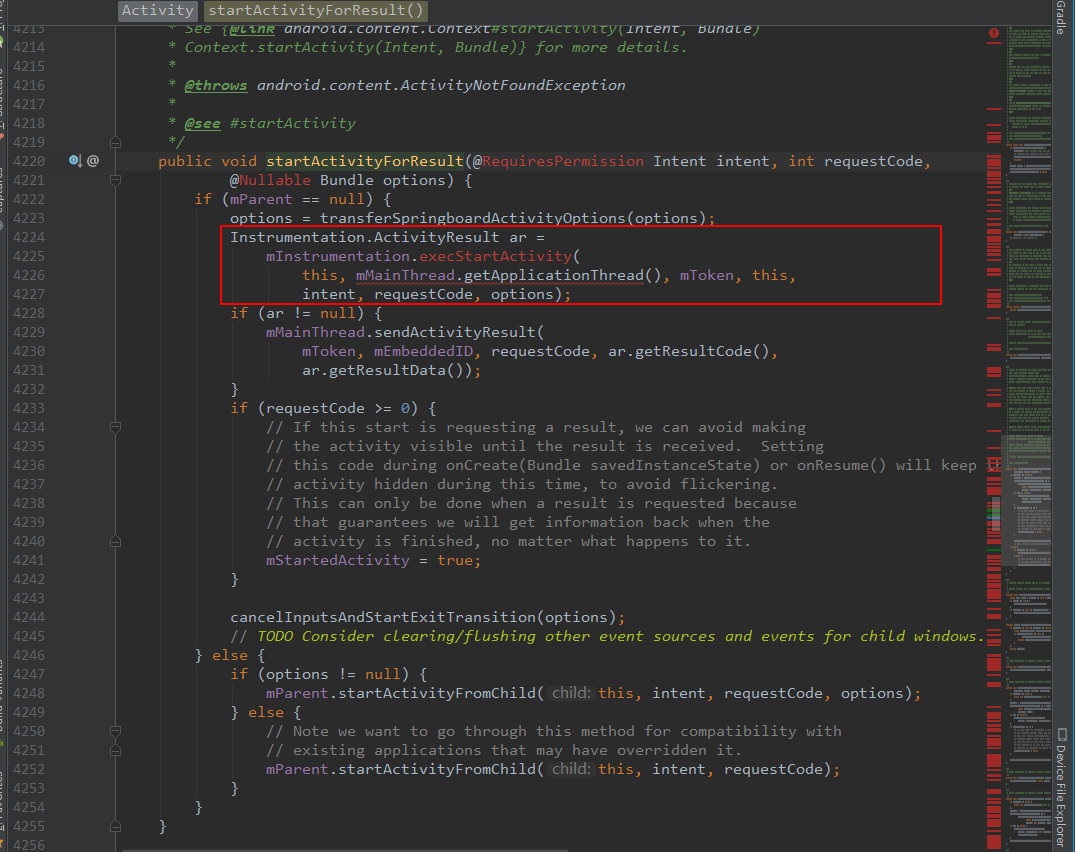 Activity startActivityForResult()
4213 * See {@link android.content.Context#startActivity(Intent, Bundle)
4214 * Context.startActivity(Intent, Bundle)} for more details.
4215 *
4216 * @throws android.content.ActivityNotFoundException
4217 *
4218 * @see #startActivity
4219 */
4220 @ public void startActivityForResult(@RequiresPermission Intent intent, int requestCode,
4221 @Nullable Bundle options) {
4222 if (mParent == null) {
4223 options = transferSpringboardActivityOptions(options);
4224 Instrumentation.ActivityResult ar =
4225 mInstrumentation.execStartActivity(
4226 this, mMainThread.getApplicationThread(), mToken, this,
4227 intent, requestCode, options);
4228 if (ar != null) {
4229 mMainThread.sendActivityResult(
4230 mToken, mEmbeddedID, requestCode, ar.getResultCode(),
4231 ar.getResultData());
4232 }
4233 if (requestCode >= 0) {
4234 // If this start is requesting a result, we can avoid making
4235 // the activity visible until the result is received.  Setting
4236 // this code during onCreate(Bundle savedInstanceState) or onResume() will keep
4237 // activity hidden during this time, to avoid flickering.
4238 // This can only be done when a result is requested because
4239 // that guarantees we will get information back when the
4240 // activity is finished, no matter what happens to it.
4241 mStartedActivity = true;
4242 }
4243
4244 cancelInputsAndStartExitTransition(options);
4245 // TODO Consider clearing/flushing other event sources and events for child windows.
4246 } else {
4247 if (options != null) {
4248 mParent.startActivityFromChild( child: this, intent, requestCode, options);
4249 } else {
4250 // Note we want to go through this method for compatibility with
4251 // existing applications that may have overridden it.
4252 mParent.startActivityFromChild( child: this, intent, requestCode);
4253 }
4254 }
4255 }
4256
Gradle
Device File Explorer